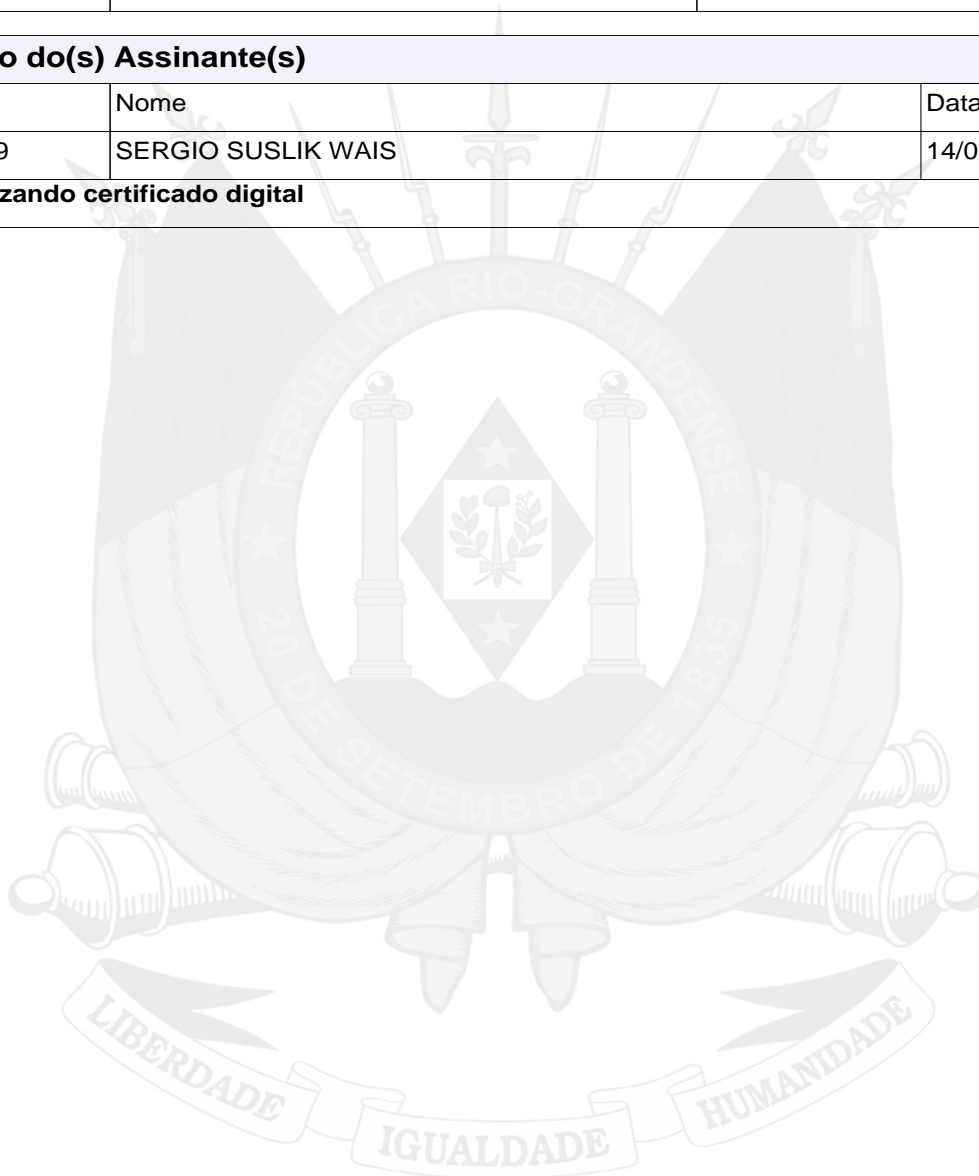 o do(s) Assinante(s)
Nome
Data
9
SERGIO SUSLIK WAIS
14/0
zando certificado digital
REPÚBLICA RIO-GRANDENSE
20 DE SETEMBRO DE 1835
LIBERDADE
IGUALDADE
HUMANIDADE